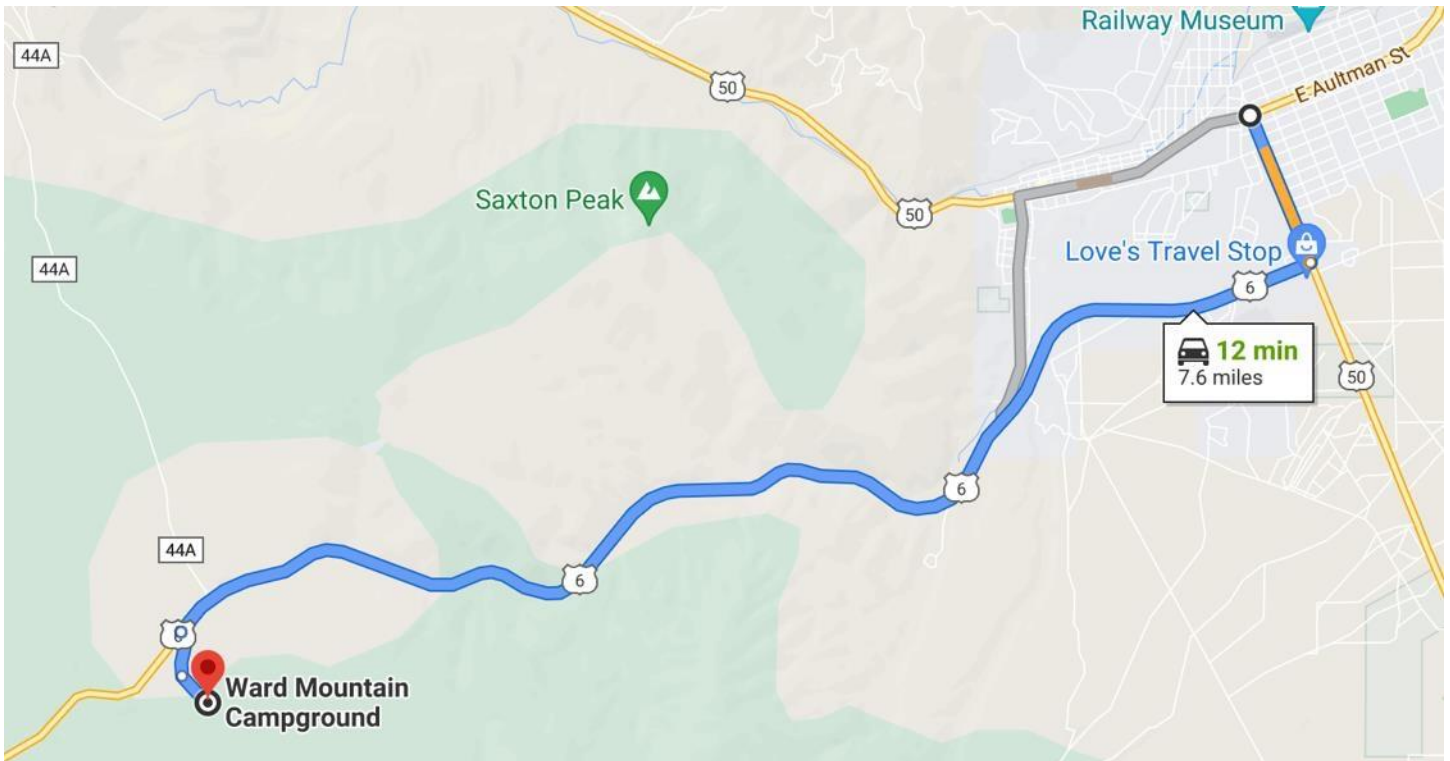 Railway Museum
44A
50
E Aultman St
Saxton Peak
50
Love's Travel Stop
44A
6
12 min
7.6 miles
50
6
44A
6
6
Ward Mountain
Campground